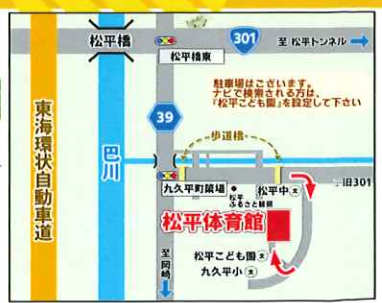 松平橋
松平橋東
301
至 松平トンネル
駐車場はございます。
ナビで検索される方は、
『松平こども園』を設定して下さい
39
歩道橋
東海環状自動車道
巴川
九久平町簗場
松平
ふるさと緑橋
松平中
旧301
松平体育館
松平こども園
九久平小
至岡崎